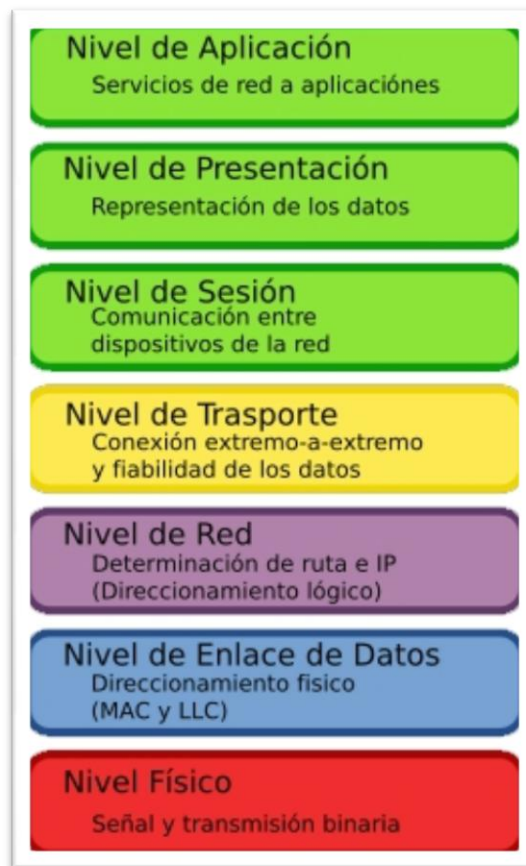 Nivel de Aplicación
Servicios de red a aplicaciónes
Nivel de Presentación
Representación de los datos
Nivel de Sesión
Comunicación entre
dispositivos de la red
Nivel de Trasporte
Conexión extremo-a-extremo
y fiabilidad de los datos
Nivel de Red
Determinación de ruta e IP
(Direccionamiento lógico)
Nivel de Enlace de Datos
Direccionamiento fisico
(MAC y LLC)
Nivel Físico
Señal y transmisión binaria